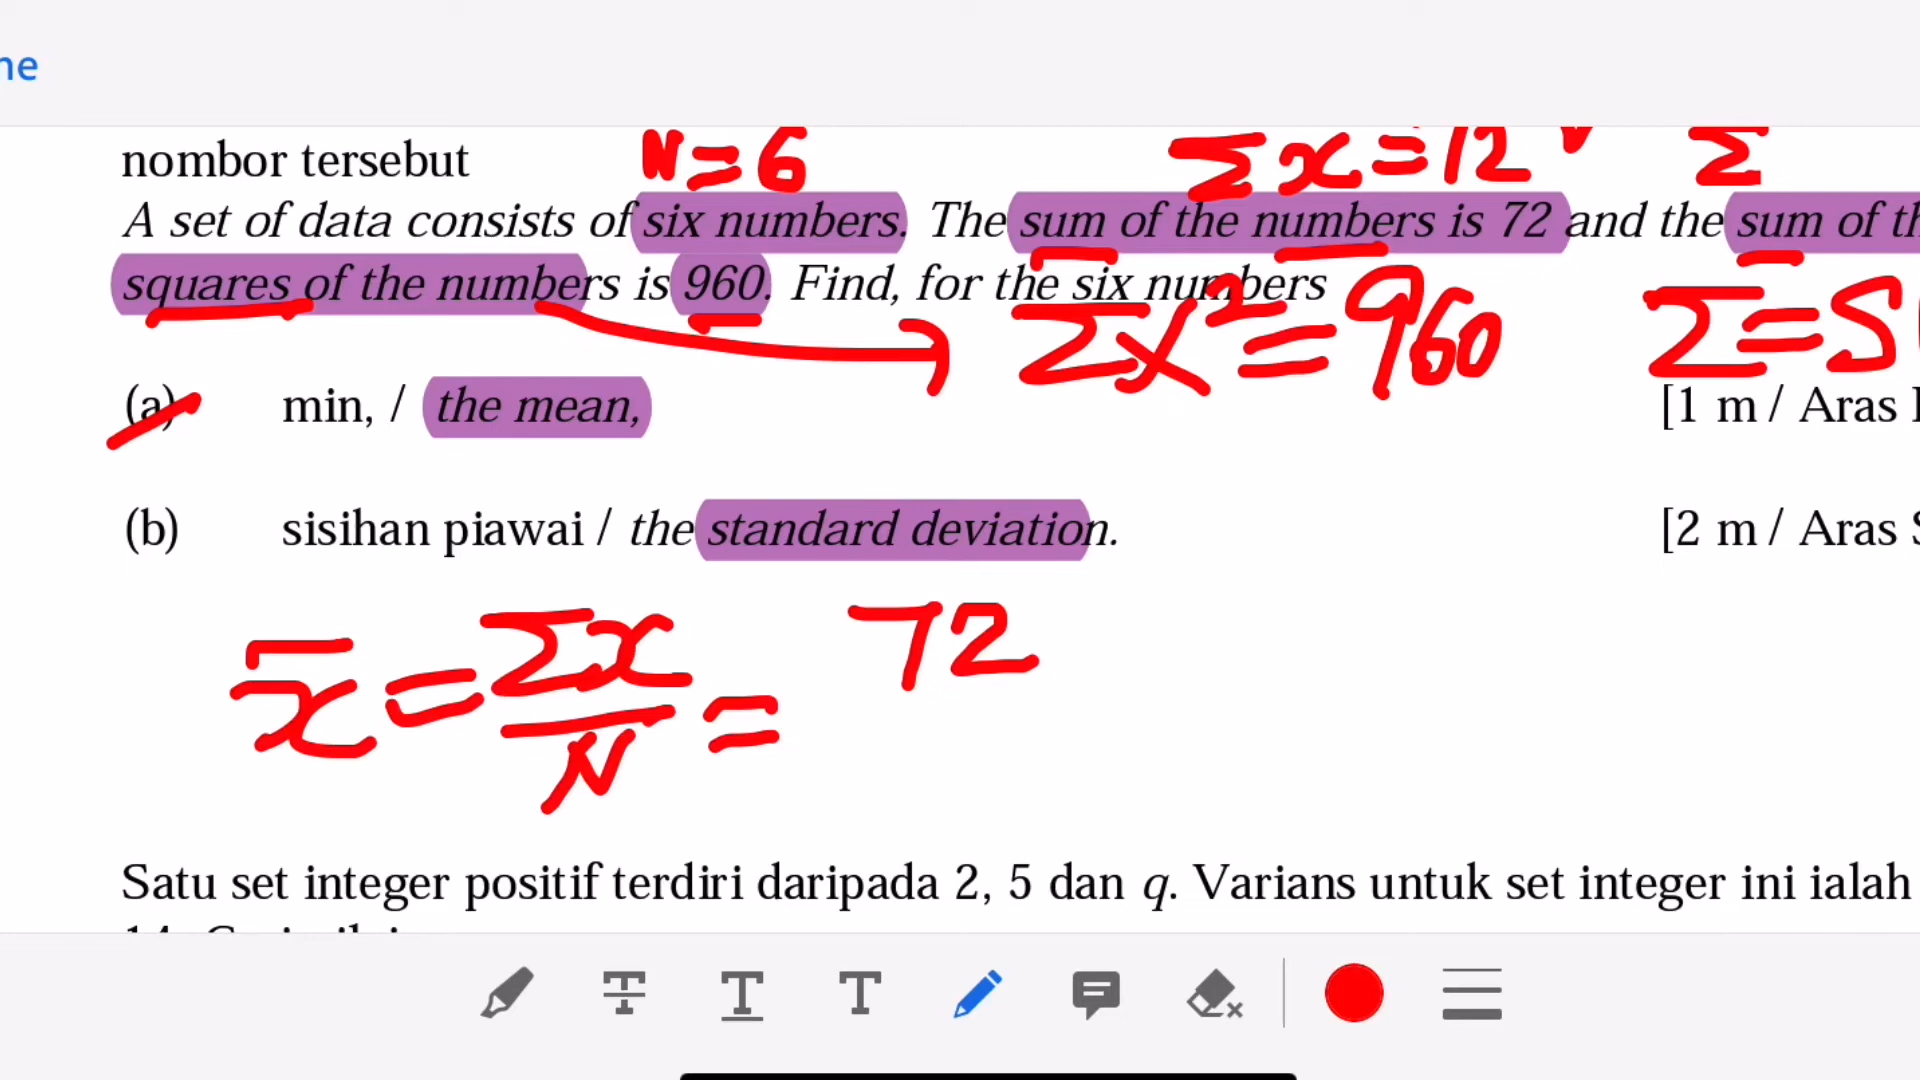 ne
nombor tersebut N=6 Σx=72 Σ
A set of data consists of six numbers. The sum of the numbers is 72 and the sum of th
squares of the numbers is 960. Find, for the six numbers
Σx²=960 Σ=S
(a) min, / the mean, [1 m / Aras
(b) sisihan piawai / the standard deviation. [2 m / Aras S
x̄ = Σx/N = 72
Satu set integer positif terdiri daripada 2, 5 dan q. Varians untuk set integer ini ialah